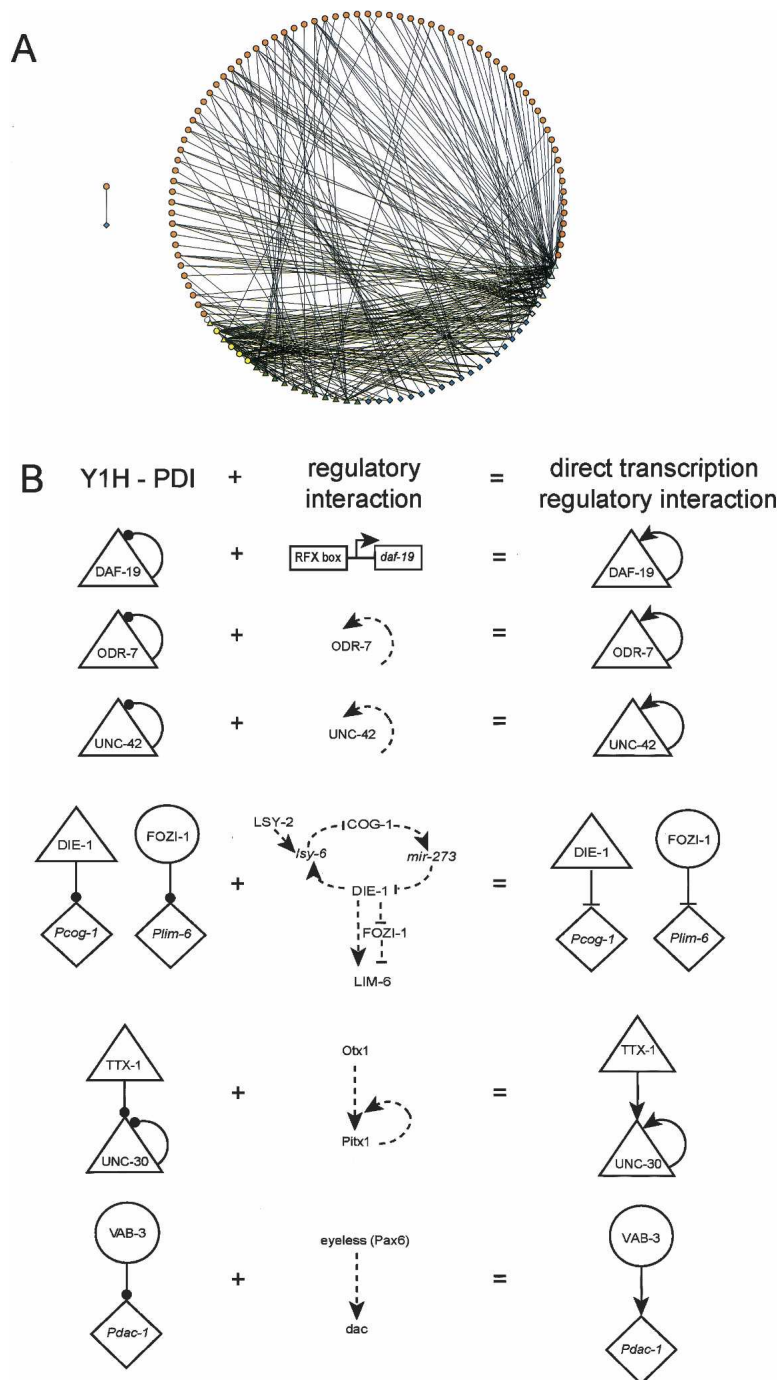 A
B
Y1H - PDI + regulatory interaction = direct transcription regulatory interaction
DAF-19 + RFX box daf-19 = DAF-19
ODR-7 + ODR-7 = ODR-7
UNC-42 + UNC-42 = UNC-42
DIE-1 FOZI-1
Pcog-1 Plim-6
+
LSY-2 COG-1
lsy-6 mir-273
DIE-1
FOZI-1
LIM-6
=
DIE-1 FOZI-1
Pcog-1 Plim-6
TTX-1
UNC-30
+
Otx1
Pitx1
=
TTX-1
UNC-30
VAB-3
Pdac-1
+
eyeless (Pax6)
dac
=
VAB-3
Pdac-1